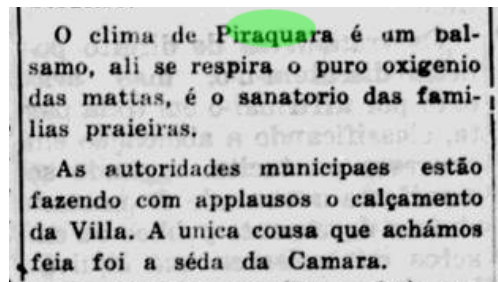 O clima de Piraquara é um bal-
samo, ali se respira o puro oxigenio
das mattas, é o sanatorio das fami-
lias praieiras.
As autoridades municipaes estão
fazendo com applausos o calçamento
da Villa. A unica cousa que achámos
feia foi a séda da Camara.